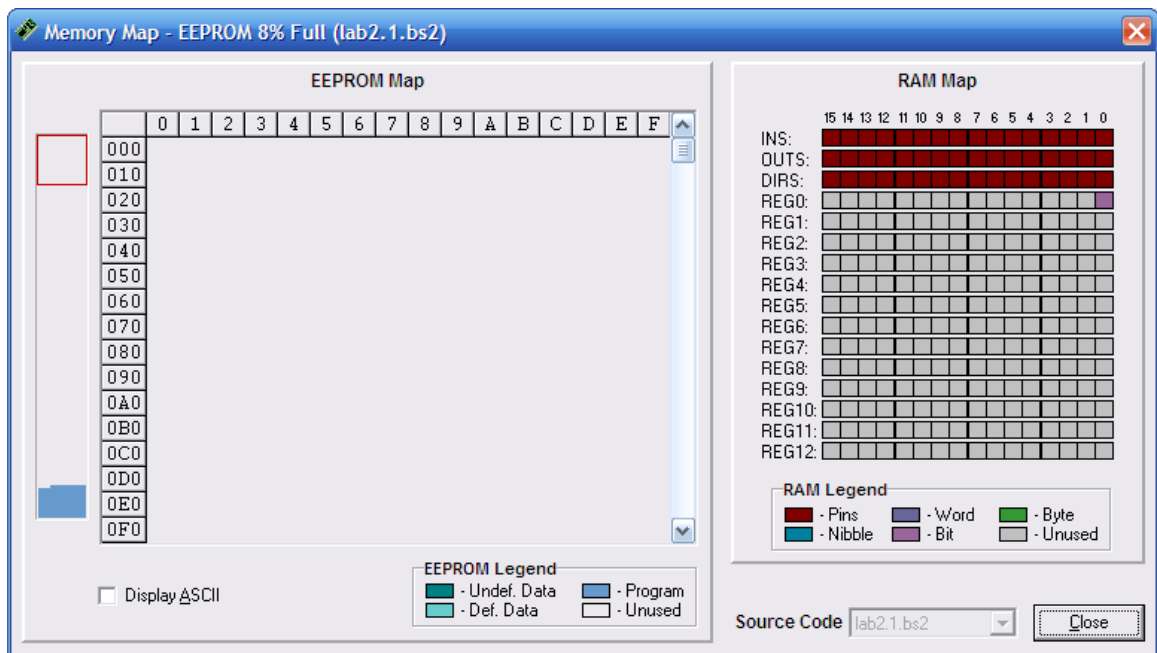 Memory Map - EEPROM 8% Full (lab2.1.bs2)
EEPROM Map
0 1 2 3 4 5 6 7 8 9 A B C D E F
000
010
020
030
040
050
060
070
080
090
0A0
0B0
0C0
0D0
0E0
0F0
Display ASCII
EEPROM Legend
- Undef. Data - Program
- Def. Data - Unused
RAM Map
15 14 13 12 11 10 9 8 7 6 5 4 3 2 1 0
INS:
OUTS:
DIRS:
REG0:
REG1:
REG2:
REG3:
REG4:
REG5:
REG6:
REG7:
REG8:
REG9:
REG10:
REG11:
REG12:
RAM Legend
- Pins - Word - Byte
- Nibble - Bit - Unused
Source Code lab2.1.bs2 Close